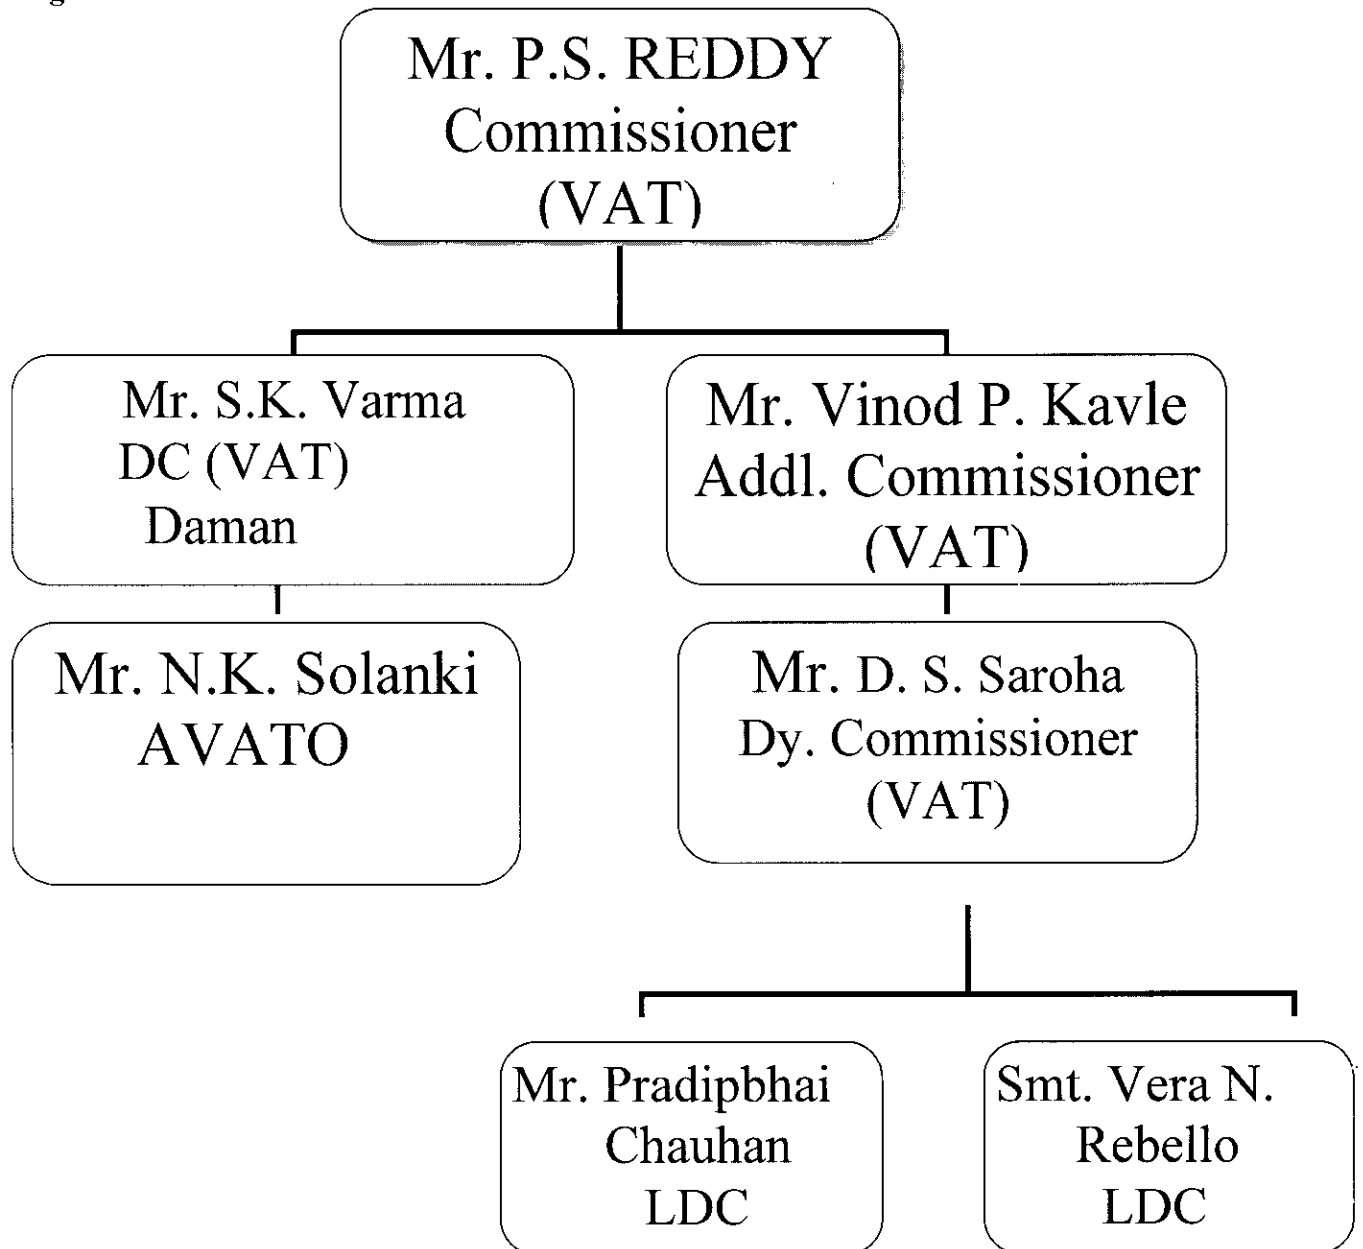 Mr. P.S. REDDY
Commissioner
(VAT)
Mr. S.K. Varma
DC (VAT)
Daman
Mr. Vinod P. Kavle
Addl. Commissioner
(VAT)
Mr. N.K. Solanki
AVATO
Mr. D. S. Saroha
Dy. Commissioner
(VAT)
Mr. Pradipbhai
Chauhan
LDC
Smt. Vera N.
Rebello
LDC